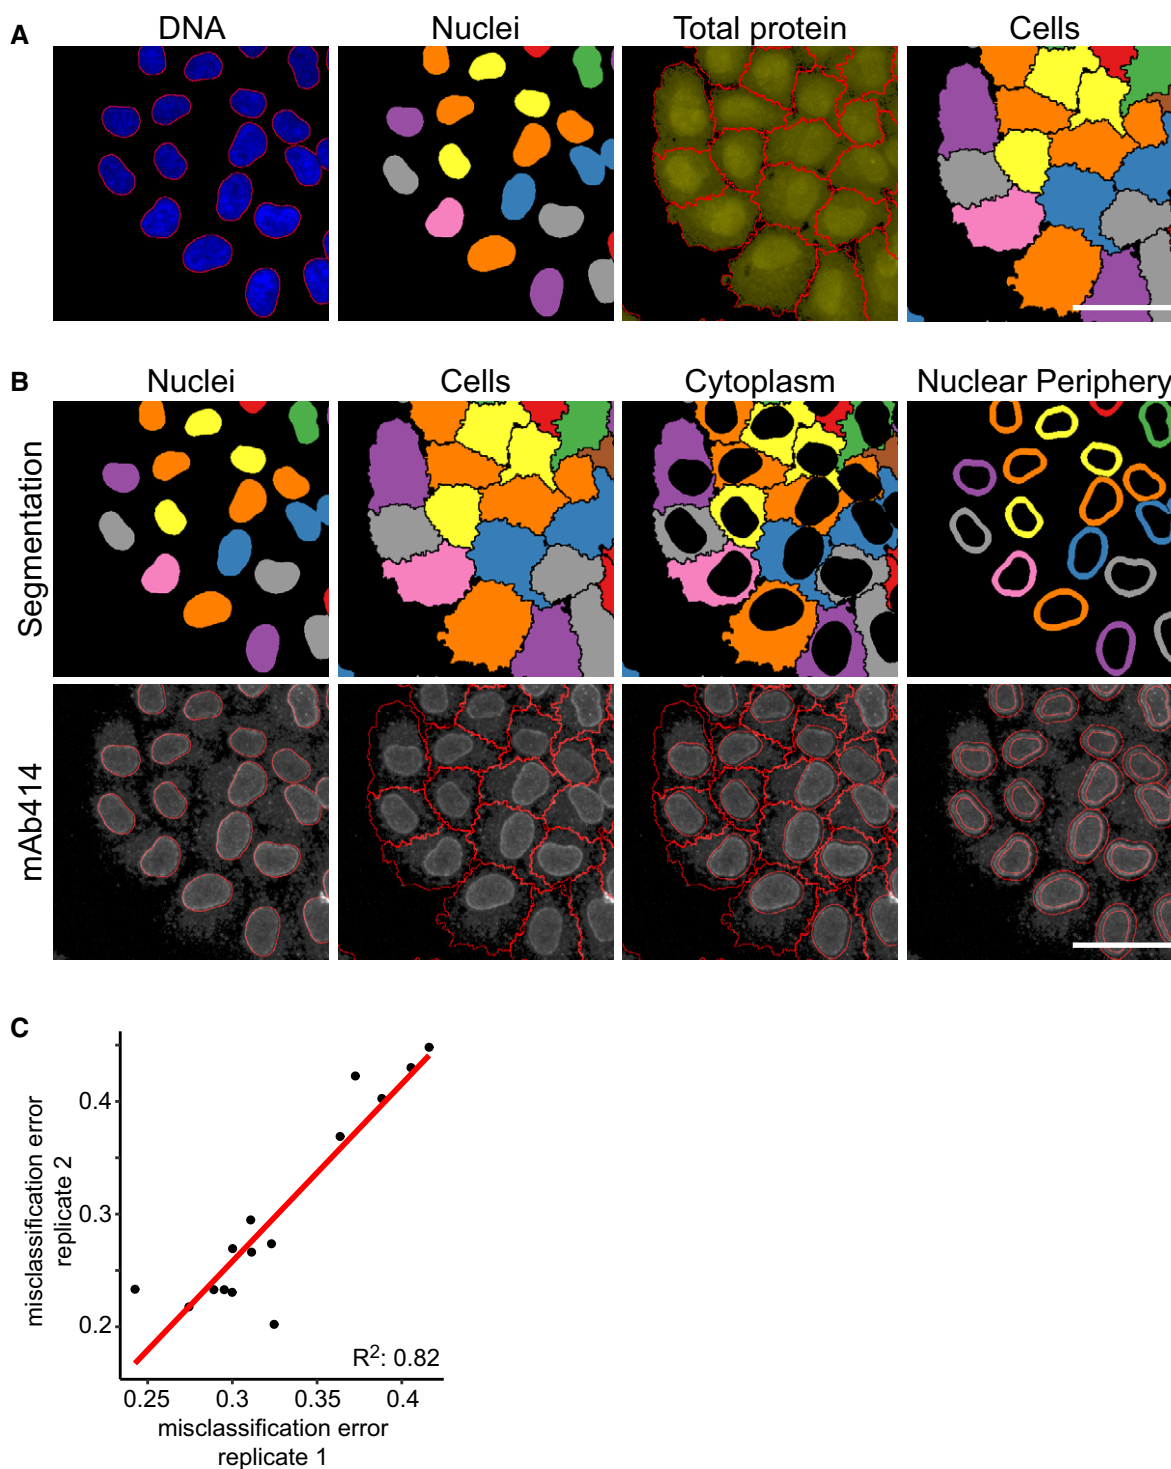 A
DNA
Nuclei
Total protein
Cells
B
Nuclei
Cells
Cytoplasm
Nuclear Periphery
Segmentation
mAb414
C
misclassification error
replicate 2
0.4
0.3
0.2
R²: 0.82
0.25
0.3
0.35
0.4
misclassification error
replicate 1